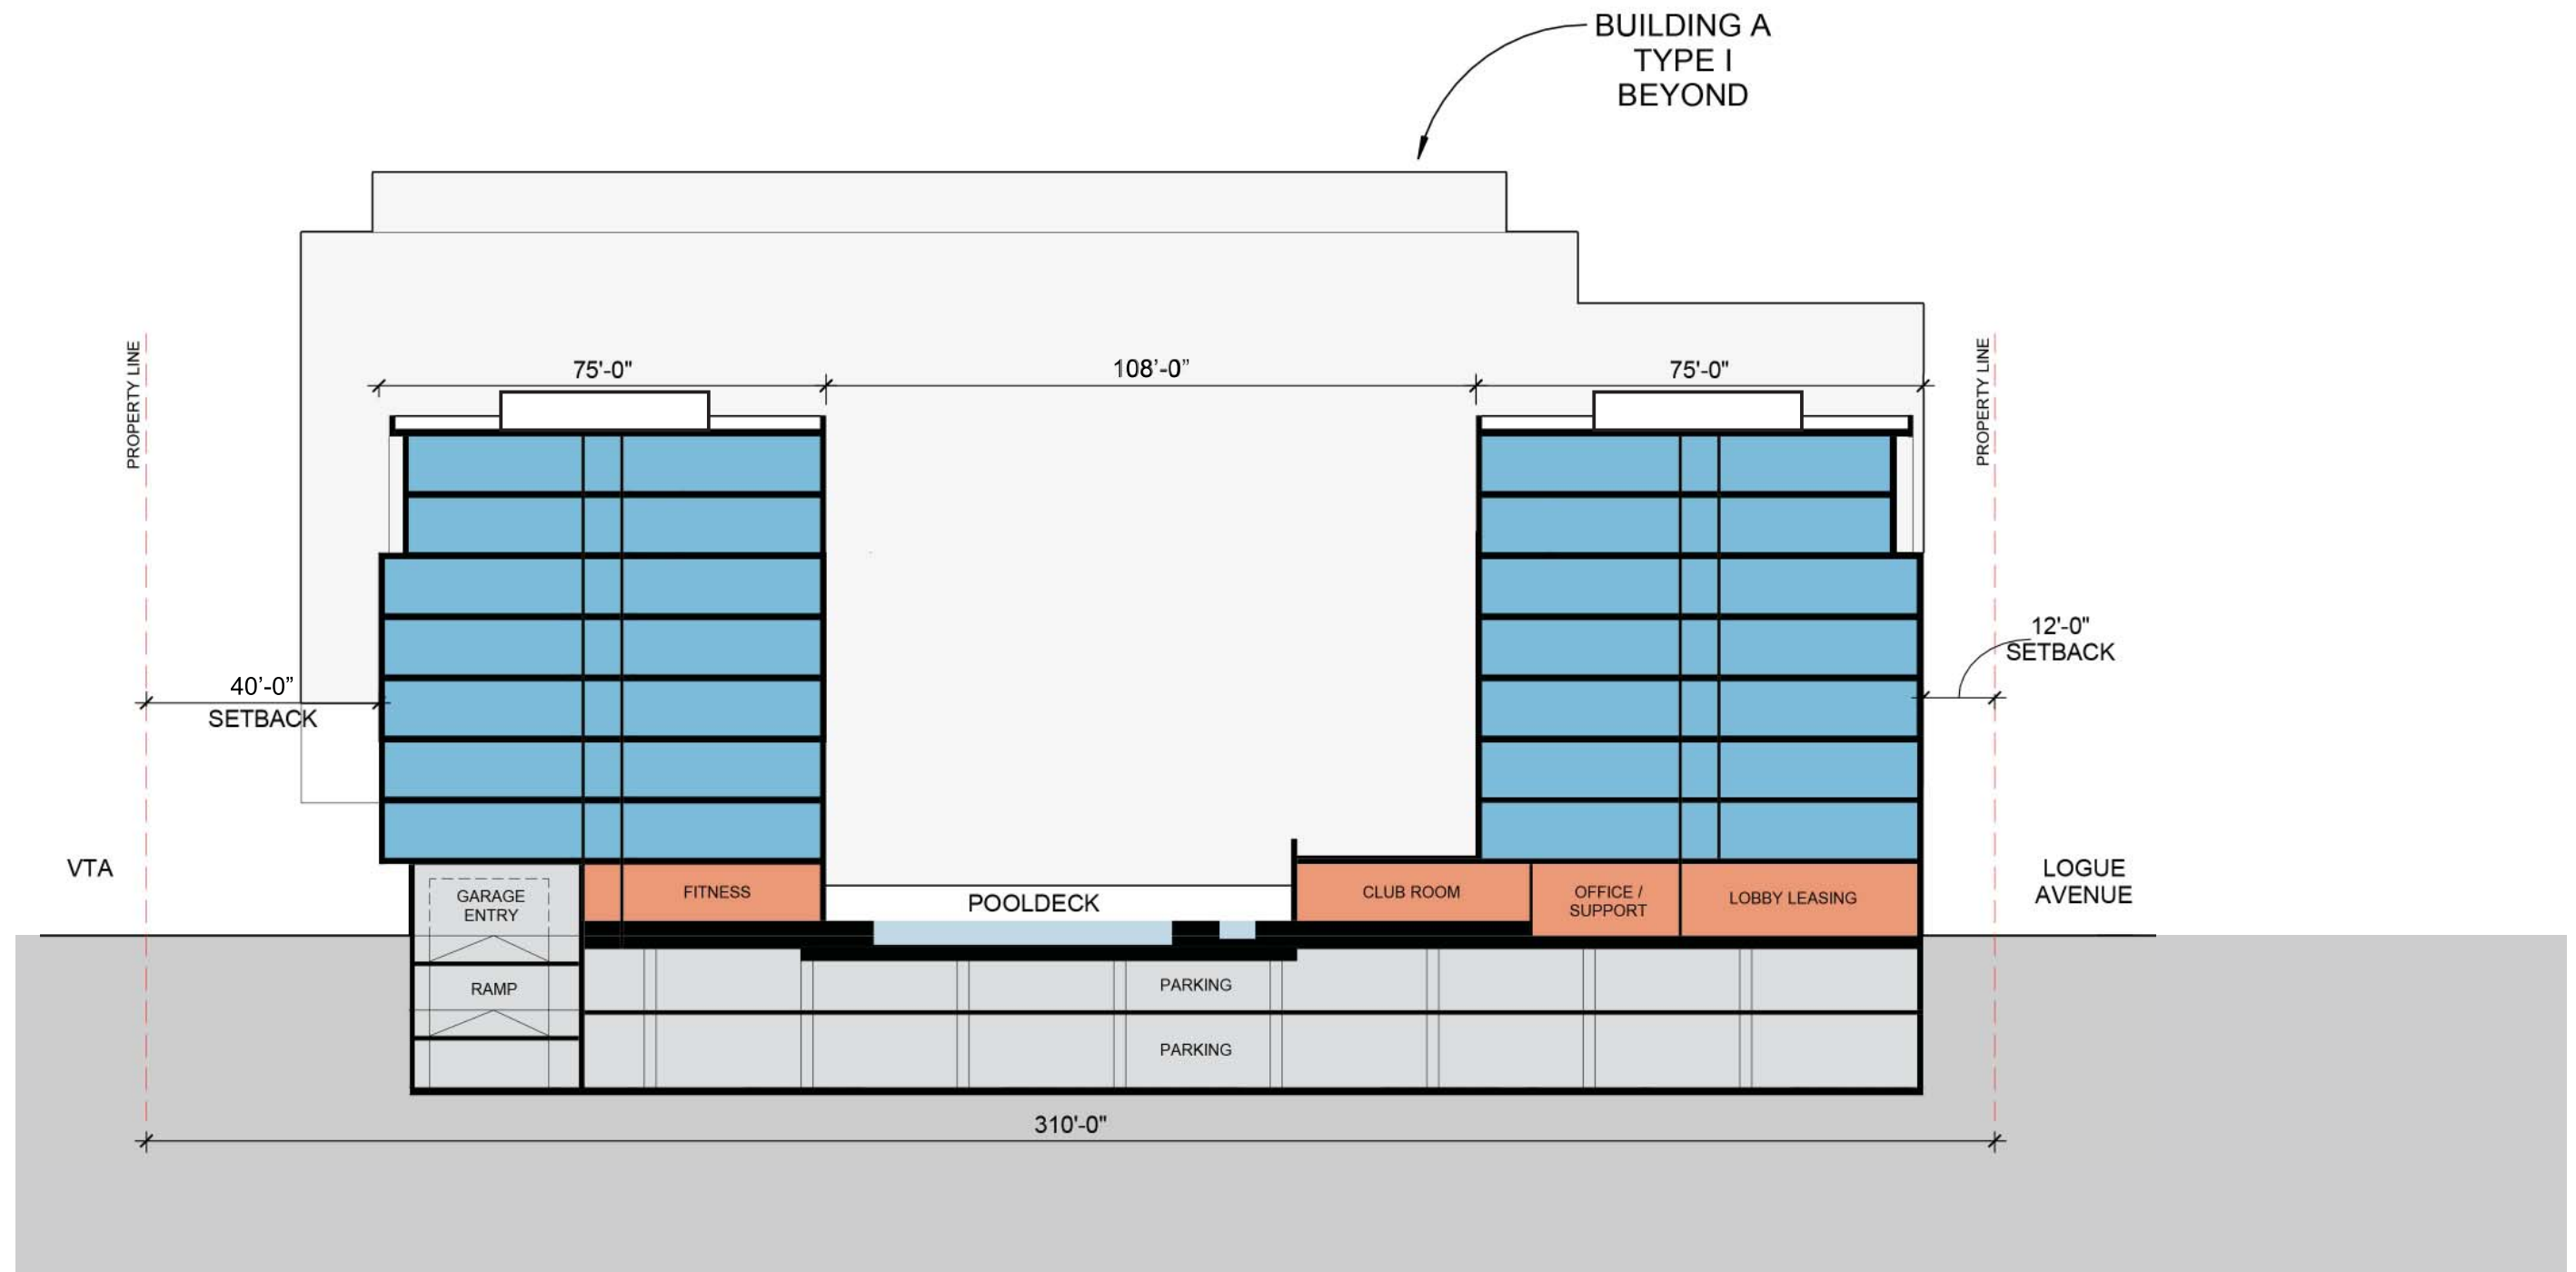 BUILDING A
TYPE I
BEYOND
PROPERTY LINE
75'-0"
108’-0”
75'-0"
PROPERTY LINE
40’-0”
SETBACK
12'-0"
SETBACK
VTA
LOGUE
AVENUE
GARAGE
ENTRY
FITNESS
POOLDECK
CLUB ROOM
OFFICE /
SUPPORT
LOBBY LEASING
RAMP
PARKING
PARKING
310'-0"